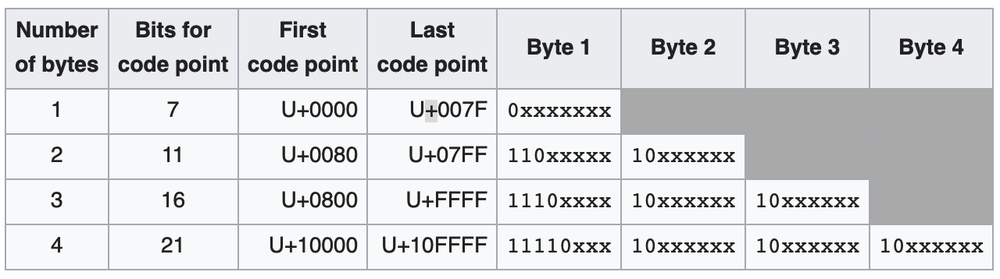 Number of bytes Bits for code point First code point Last code point Byte 1 Byte 2 Byte 3 Byte 4
1 7 U+0000 U+007F 0xxxxxxx
2 11 U+0080 U+07FF 110xxxxx 10xxxxxx
3 16 U+0800 U+FFFF 1110xxxx 10xxxxxx 10xxxxxx
4 21 U+10000 U+10FFFF 11110xxx 10xxxxxx 10xxxxxx 10xxxxxx